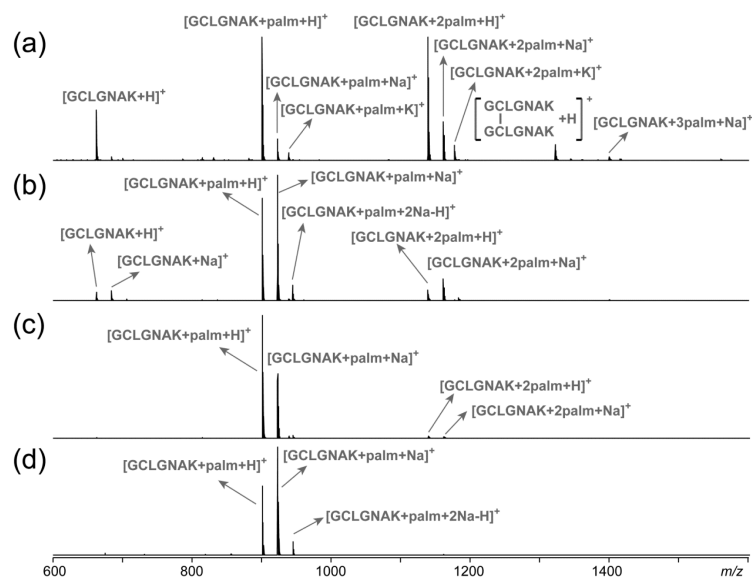 (a)
[GCLGNAK+palm+H]⁺
[GCLGNAK+2palm+H]⁺
[GCLGNAK+2palm+Na]⁺
[GCLGNAK+palm+Na]⁺
[GCLGNAK+2palm+K]⁺
[GCLGNAK+H]⁺
[GCLGNAK+palm+K]⁺
[GCLGNAK
GCLGNAK +H]⁺
[GCLGNAK+3palm+Na]⁺
(b)
[GCLGNAK+palm+H]⁺
[GCLGNAK+palm+Na]⁺
[GCLGNAK+palm+2Na-H]⁺
[GCLGNAK+H]⁺
[GCLGNAK+2palm+H]⁺
[GCLGNAK+Na]⁺
[GCLGNAK+2palm+Na]⁺
(c)
[GCLGNAK+palm+H]⁺
[GCLGNAK+palm+Na]⁺
[GCLGNAK+2palm+H]⁺
[GCLGNAK+2palm+Na]⁺
(d)
[GCLGNAK+palm+H]⁺
[GCLGNAK+palm+Na]⁺
[GCLGNAK+palm+2Na-H]⁺
600 800 1000 1200 1400 m/z